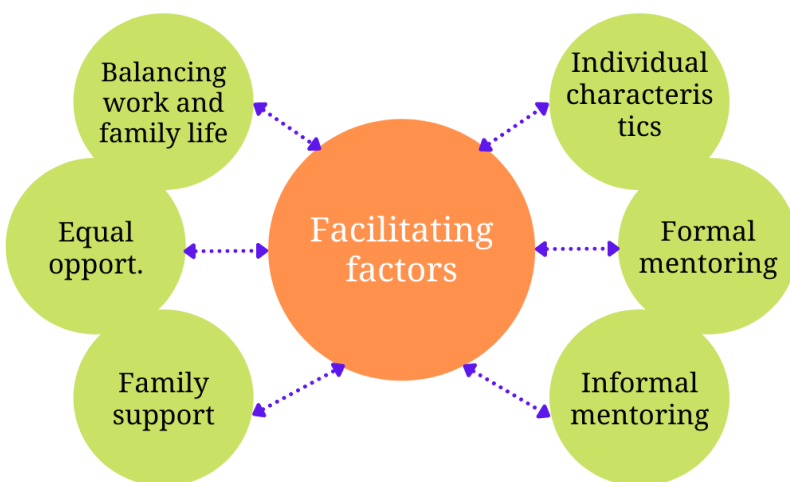 Balancing
work and
family life
Equal
opport.
Family
support
Facilitating
factors
Individual
characteris
tics
Formal
mentoring
Informal
mentoring